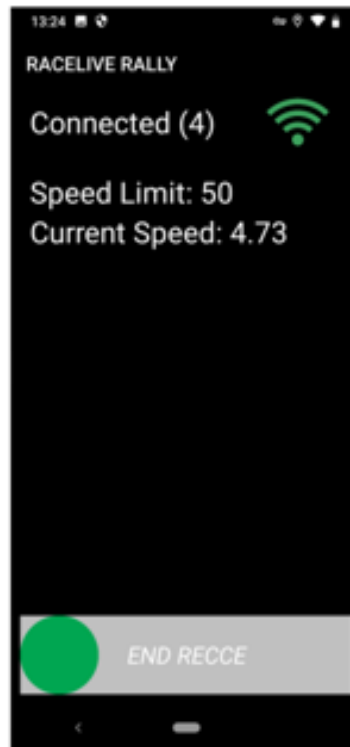 13:24
RACELIVE RALLY
Connected (4)
Speed Limit: 50
Current Speed: 4.73
END RECCE